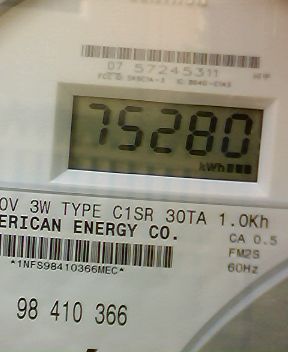 07 57245311
75280
kWh
0V 3W TYPE C1SR 30TA 1.0Kh
ERICAN ENERGY CO.
CA 0.5
*1NFS98410366MEC*
FM2S
60Hz
98 410 366